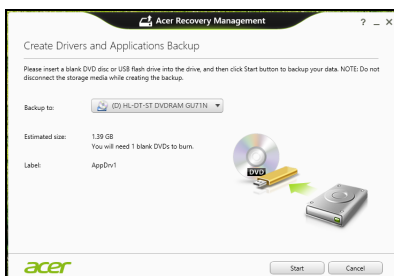 Acer Recovery Management
? _ ×
Create Drivers and Applications Backup
Please insert a blank DVD disc or USB flash drive into the drive, and then click Start button to backup your data. NOTE: Do not
disconnect the storage media while creating the backup.
Backup to: (D) HL-DT-ST DVDRAM GU71N
Estimated size: 1.39 GB
You will need 1 blank DVDs to burn.
Label: AppDrv1
DVD
acer
Start Cancel